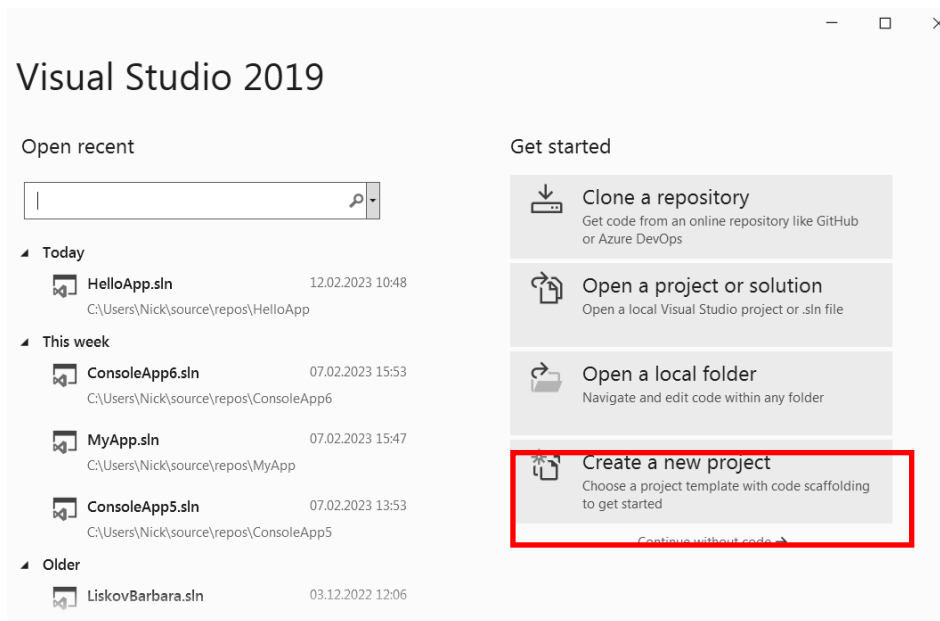 Visual Studio 2019
Open recent
Today
HelloApp.sln 12.02.2023 10:48
C:\Users\Nick\source\repos\HelloApp
This week
ConsoleApp6.sln 07.02.2023 15:53
C:\Users\Nick\source\repos\ConsoleApp6
MyApp.sln 07.02.2023 15:47
C:\Users\Nick\source\repos\MyApp
ConsoleApp5.sln 07.02.2023 13:53
C:\Users\Nick\source\repos\ConsoleApp5
Older
LiskovBarbara.sln 03.12.2022 12:06
Get started
Clone a repository
Get code from an online repository like GitHub
or Azure DevOps
Open a project or solution
Open a local Visual Studio project or .sln file
Open a local folder
Navigate and edit code within any folder
Create a new project
Choose a project template with code scaffolding
to get started
Continue without code →